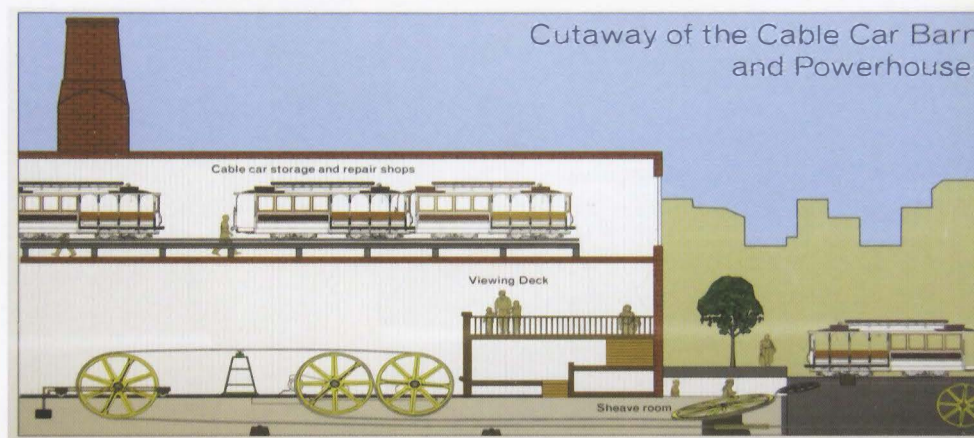 Cutaway of the Cable Car Barn
and Powerhouse
Cable car storage and repair shops
Viewing Deck
Sheave room